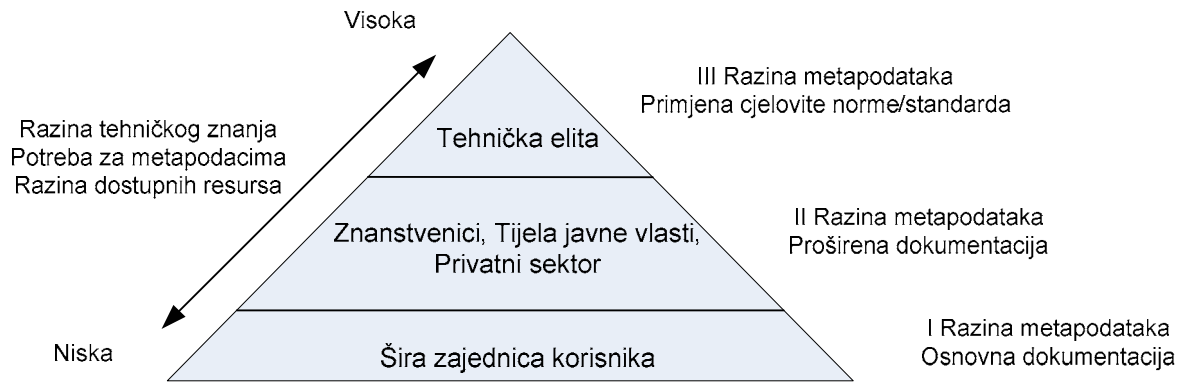 Visoka
III Razina metapodataka
Primjena cjelovite norme/standarda
Razina tehničkog znanja
Potreba za metapodacima
Razina dostupnih resursa
Tehnička elita
II Razina metapodataka
Proširena dokumentacija
Znanstvenici, Tijela javne vlasti,
Privatni sektor
I Razina metapodataka
Osnovna dokumentacija
Niska
Šira zajednica korisnika